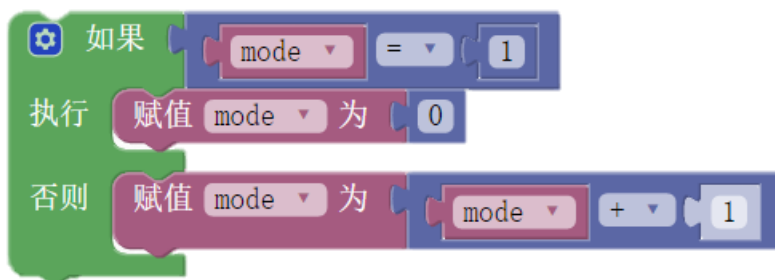 如果 mode = 1
执行 赋值 mode 为 0
否则 赋值 mode 为 mode + 1